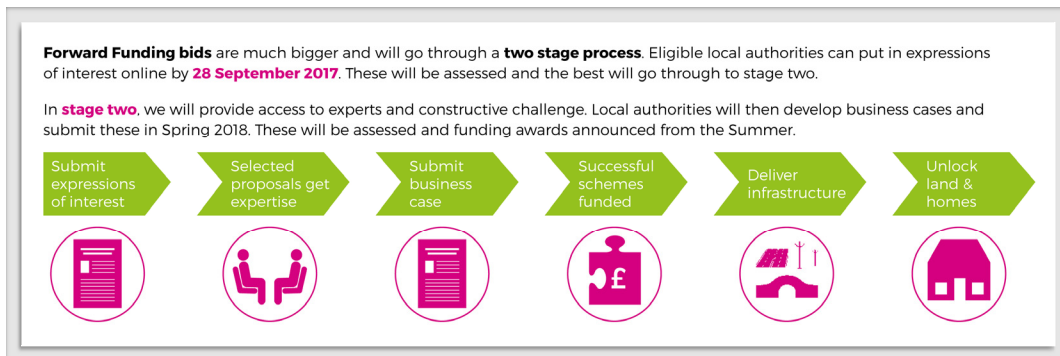 Forward Funding bids are much bigger and will go through a two stage process. Eligible local authorities can put in expressions
of interest online by 28 September 2017. These will be assessed and the best will go through to stage two.
In stage two, we will provide access to experts and constructive challenge. Local authorities will then develop business cases and
submit these in Spring 2018. These will be assessed and funding awards announced from the Summer.
Submit
expressions
of interest
Selected
proposals get
expertise
Submit
business
case
Successful
schemes
funded
Deliver
infrastructure
Unlock
land &
homes
£